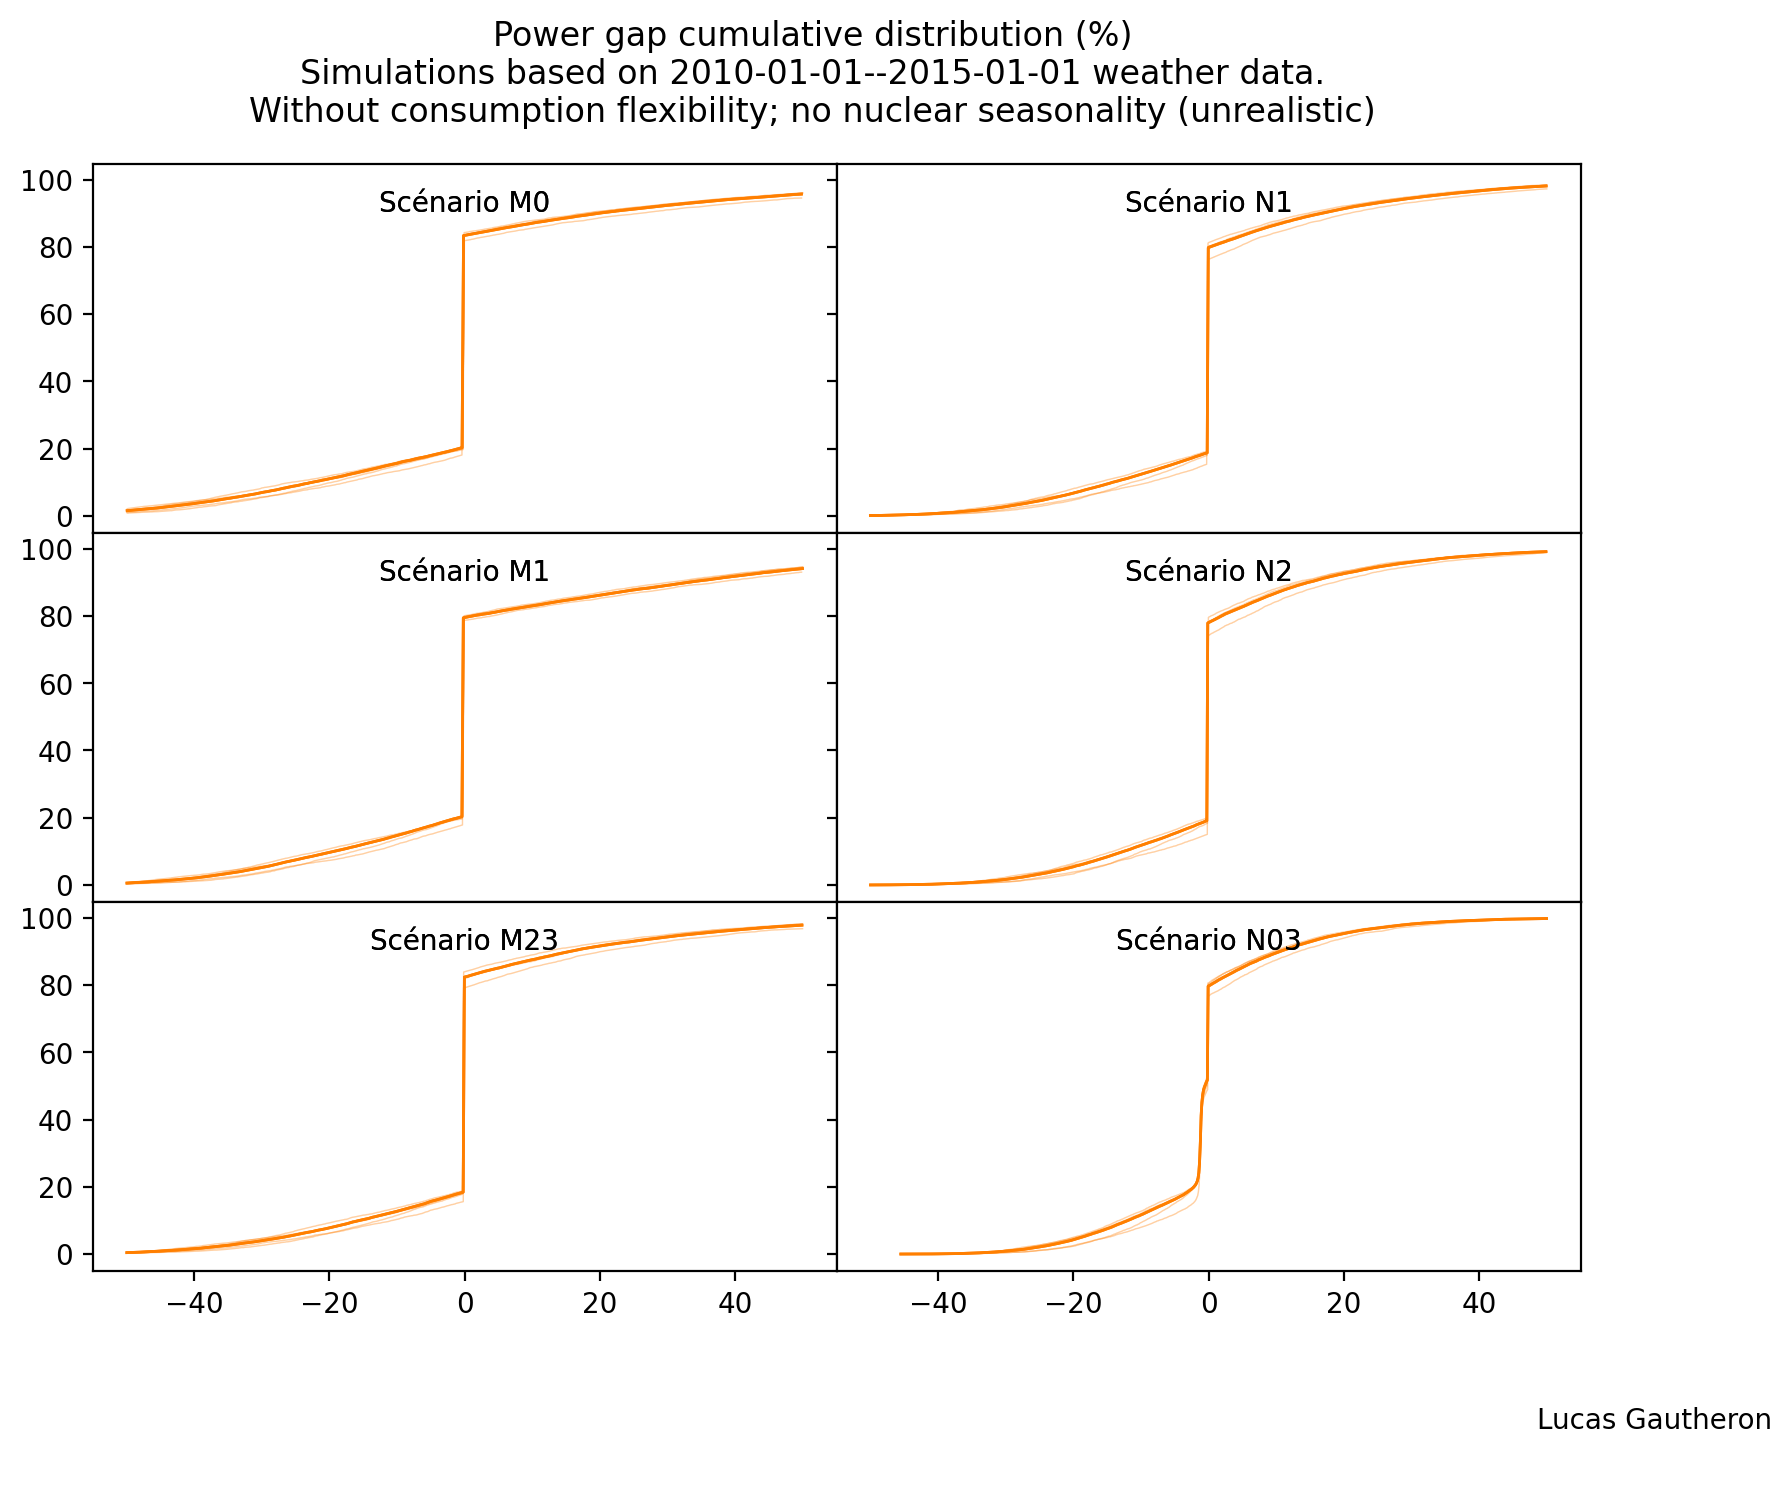 Power gap cumulative distribution (%)
Simulations based on 2010-01-01--2015-01-01 weather data.
Without consumption flexibility; no nuclear seasonality (unrealistic)
Scénario M0
100
80
60
40
20
0
Scénario N1
Scénario M1
100
80
60
40
20
0
Scénario N2
Scénario M23
100
80
60
40
20
0
−40 −20 0 20 40
Scénario N03
−40 −20 0 20 40
Lucas Gautheron